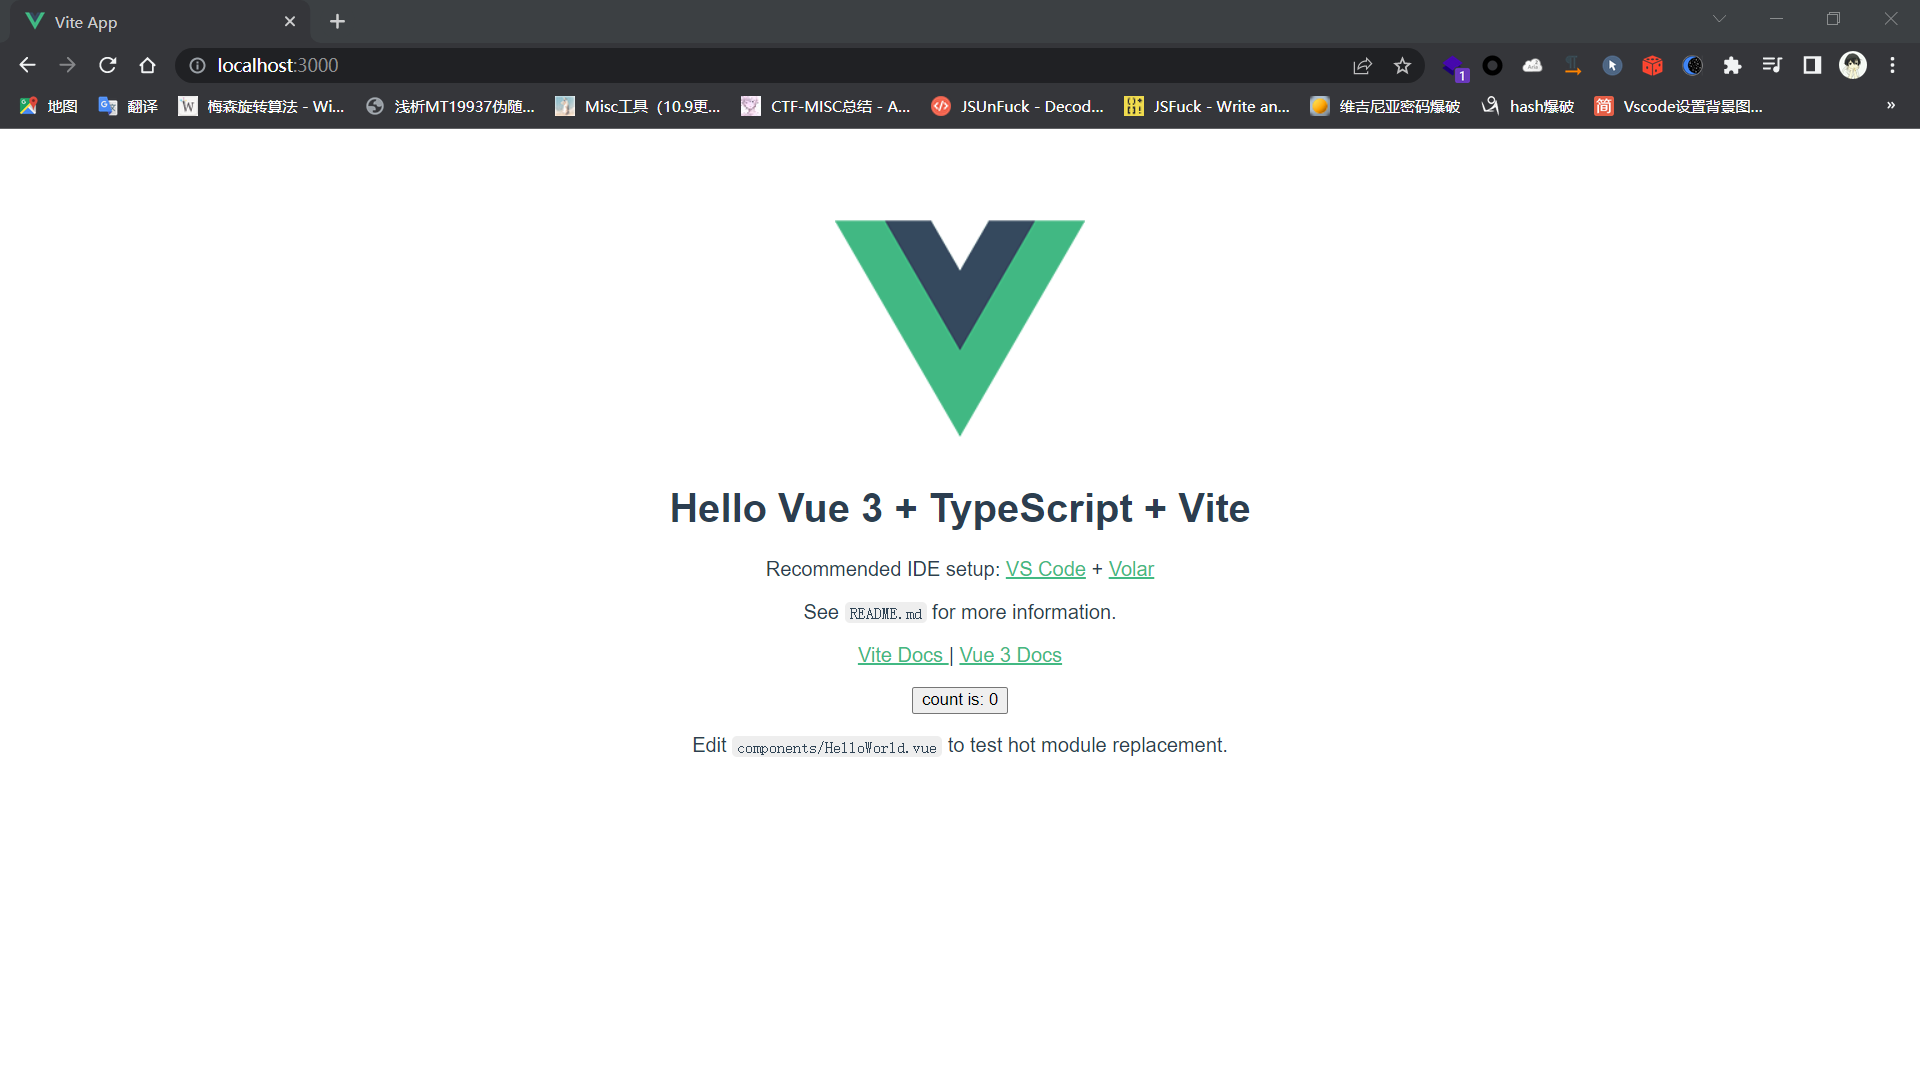 Vite App
localhost:3000
1
地图 翻译 W 梅森旋转算法 - Wi... 浅析MT19937伪随... Misc工具（10.9更... CTF-MISC总结 - A... JSUnFuck - Decod... JSFuck - Write an... 维吉尼亚密码爆破 hash爆破 简 Vscode设置背景图... »
Hello Vue 3 + TypeScript + Vite
Recommended IDE setup: VS Code + Volar
See README.md for more information.
Vite Docs | Vue 3 Docs
count is: 0
Edit components/HelloWorld.vue to test hot module replacement.